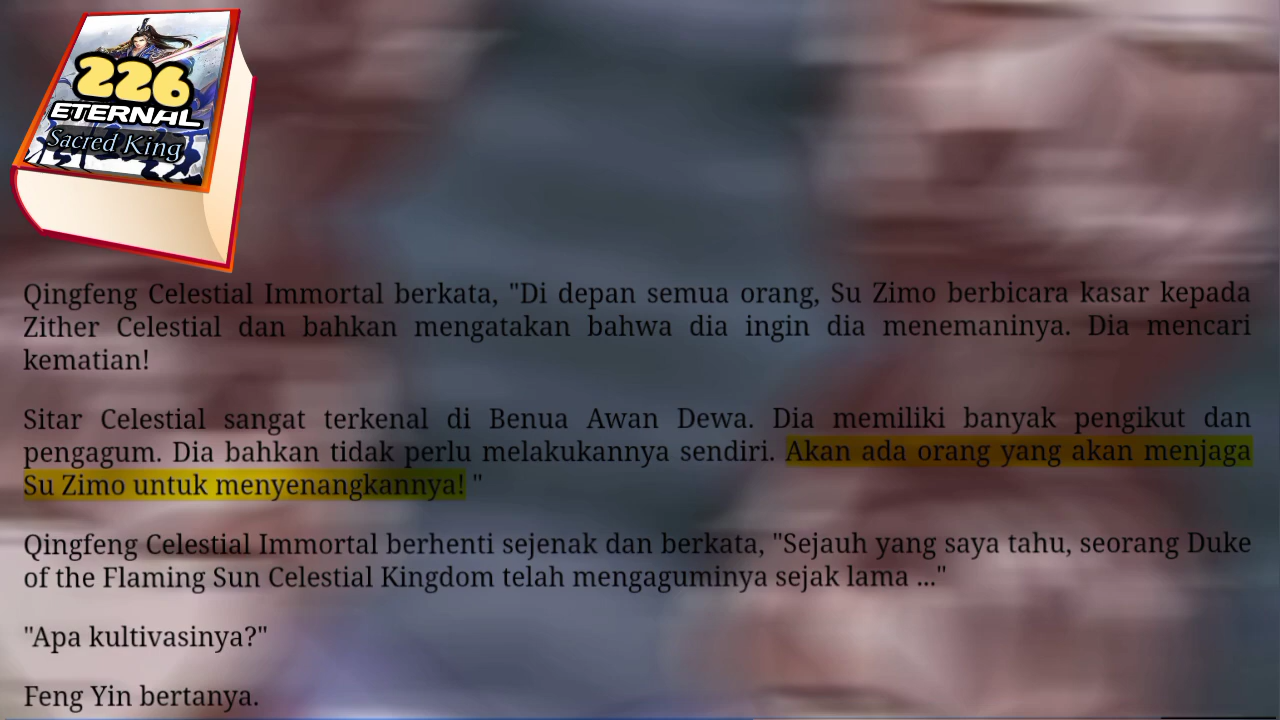 226
ETERNAL
Sacred King
Qingfeng Celestial Immortal berkata, "Di depan semua orang, Su Zimo berbicara kasar kepada
Zither Celestial dan bahkan mengatakan bahwa dia ingin dia menemaninya. Dia mencari
kematian!
Sitar Celestial sangat terkenal di Benua Awan Dewa. Dia memiliki banyak pengikut dan
pengagum. Dia bahkan tidak perlu melakukannya sendiri. Akan ada orang yang akan menjaga
Su Zimo untuk menyenangkannya! "
Qingfeng Celestial Immortal berhenti sejenak dan berkata, "Sejauh yang saya tahu, seorang Duke
of the Flaming Sun Celestial Kingdom telah mengaguminya sejak lama ..."
"Apa kultivasinya?"
Feng Yin bertanya.